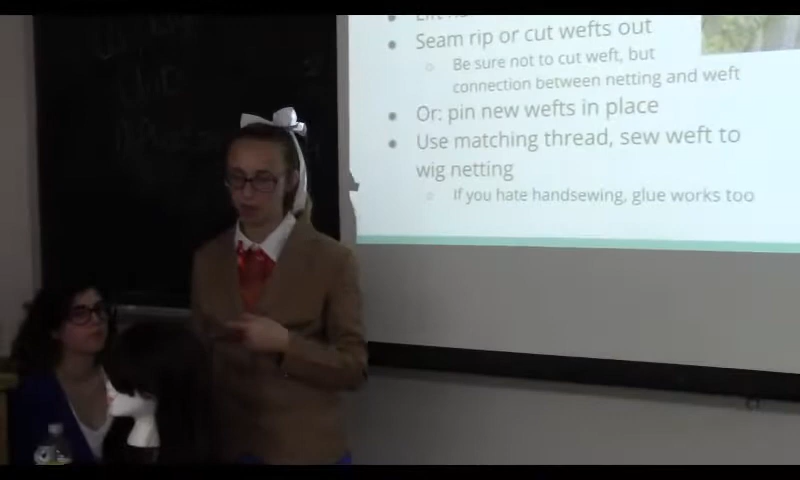 Seam rip or cut wefts out
Be sure not to cut weft, but
connection between netting and weft
Or: pin new wefts in place
Use matching thread, sew weft to
wig netting
If you hate handsewing, glue works too